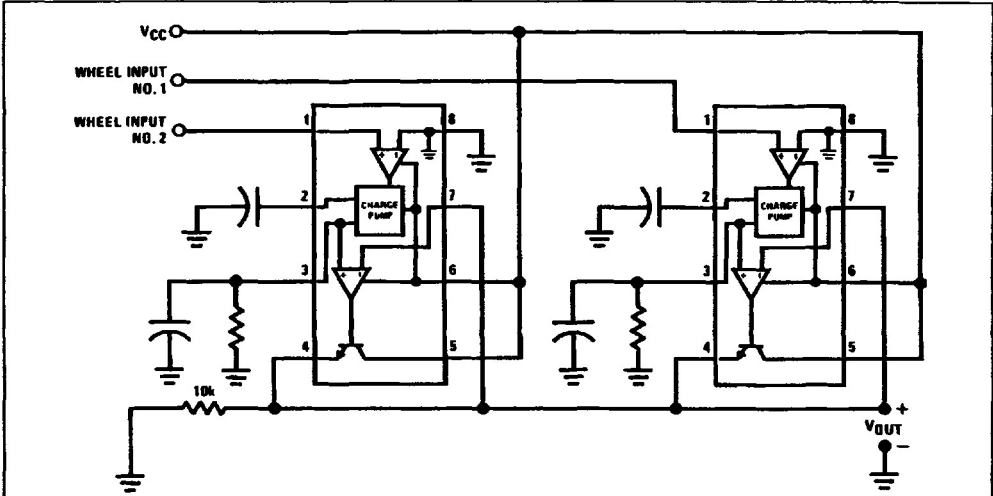 VCC
WHEEL INPUT
NO. 1
WHEEL INPUT
NO. 2
1
8
2
CHARGE
PUMP
7
3
6
4
5
1
8
2
CHARGE
PUMP
7
3
6
4
5
10k
+
VOUT
−